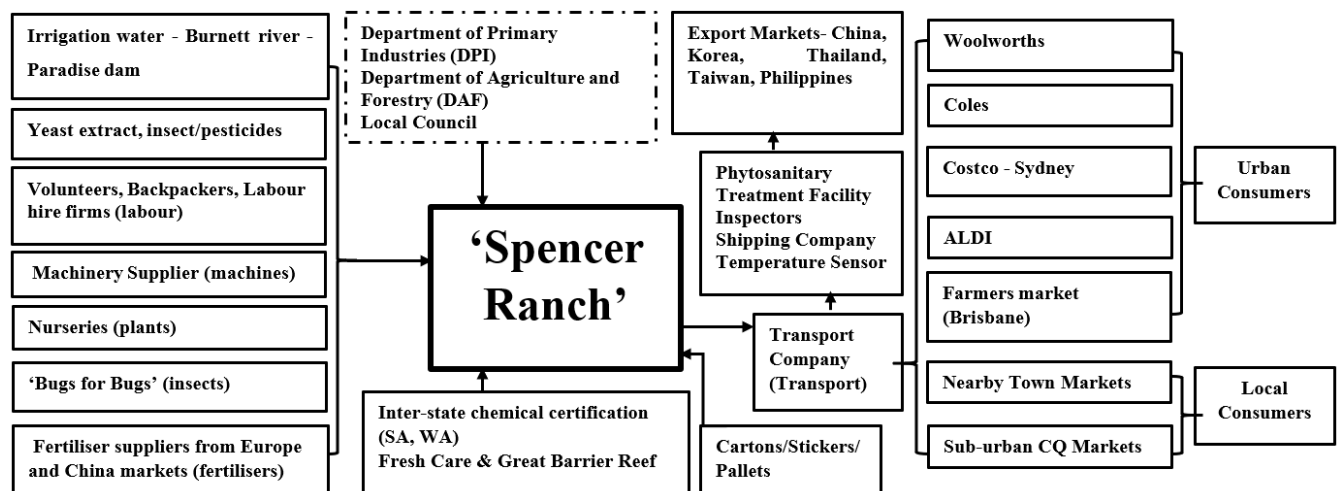 Irrigation water - Burnett river -
Paradise dam
Yeast extract, insect/pesticides
Volunteers, Backpackers, Labour
hire firms (labour)
Machinery Supplier (machines)
Nurseries (plants)
‘Bugs for Bugs’ (insects)
Fertiliser suppliers from Europe
and China markets (fertilisers)
Department of Primary
Industries (DPI)
Department of Agriculture and
Forestry (DAF)
Local Council
‘Spencer
Ranch’
Inter-state chemical certification
(SA, WA)
Fresh Care & Great Barrier Reef
Export Markets- China,
Korea, Thailand,
Taiwan, Philippines
Phytosanitary
Treatment Facility
Inspectors
Shipping Company
Temperature Sensor
Transport
Company
(Transport)
Cartons/Stickers/
Pallets
Woolworths
Coles
Costco - Sydney
ALDI
Farmers market
(Brisbane)
Nearby Town Markets
Sub-urban CQ Markets
Urban
Consumers
Local
Consumers